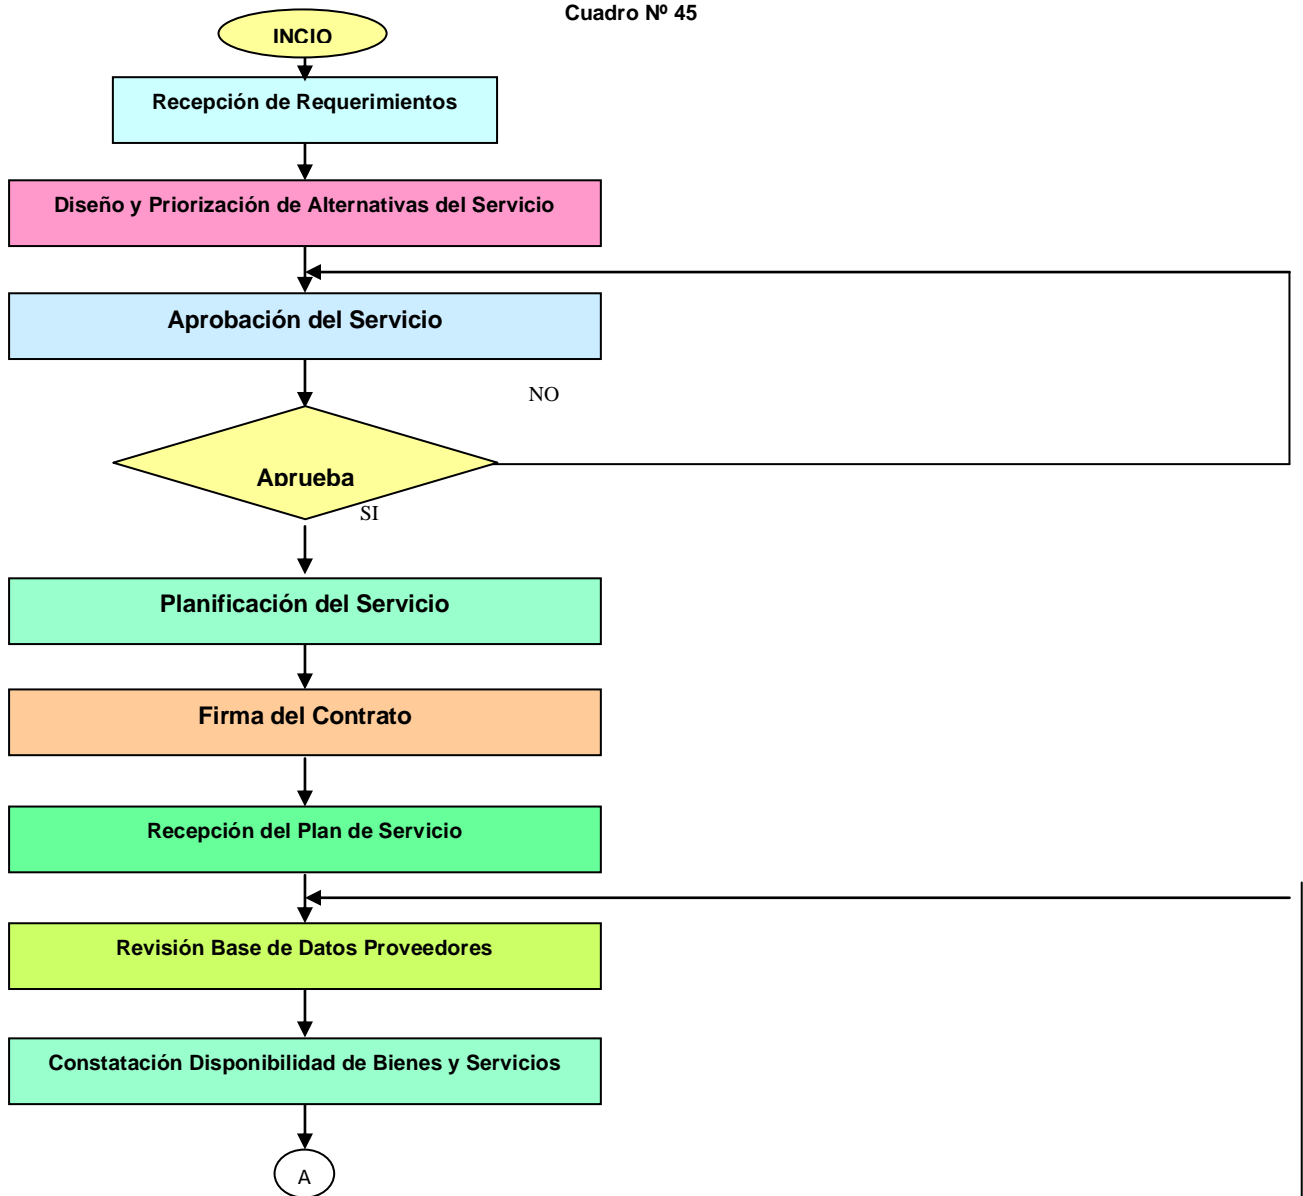 Cuadro Nº 45
INCIO
Recepción de Requerimientos
Diseño y Priorización de Alternativas del Servicio
Aprobación del Servicio
NO
Aprueba
SI
Planificación del Servicio
Firma del Contrato
Recepción del Plan de Servicio
Revisión Base de Datos Proveedores
Constatación Disponibilidad de Bienes y Servicios
A